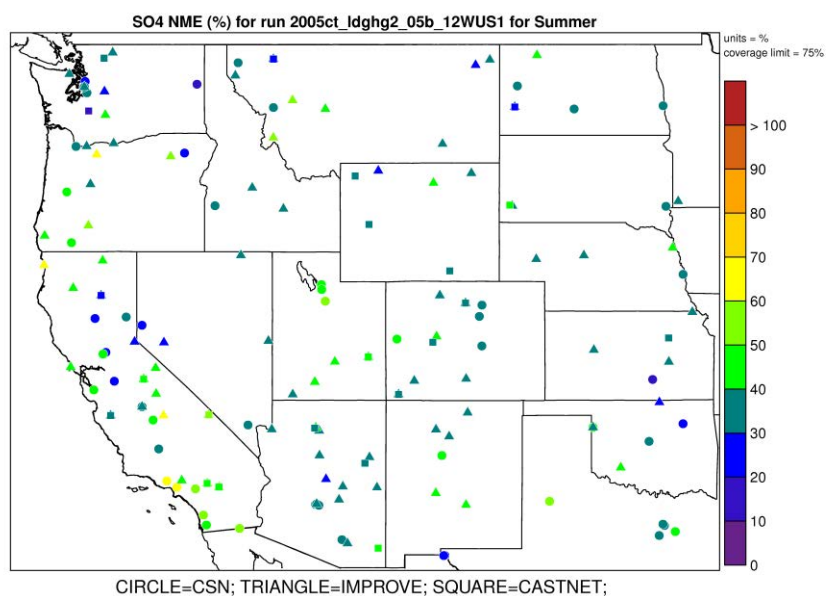 SO4 NME (%) for run 2005ct_ldghg2_05b_12WUS1 for Summer
units = %
coverage limit = 75%
> 100
90
80
70
60
50
40
30
20
10
0
CIRCLE=CSN; TRIANGLE=IMPROVE; SQUARE=CASTNET;